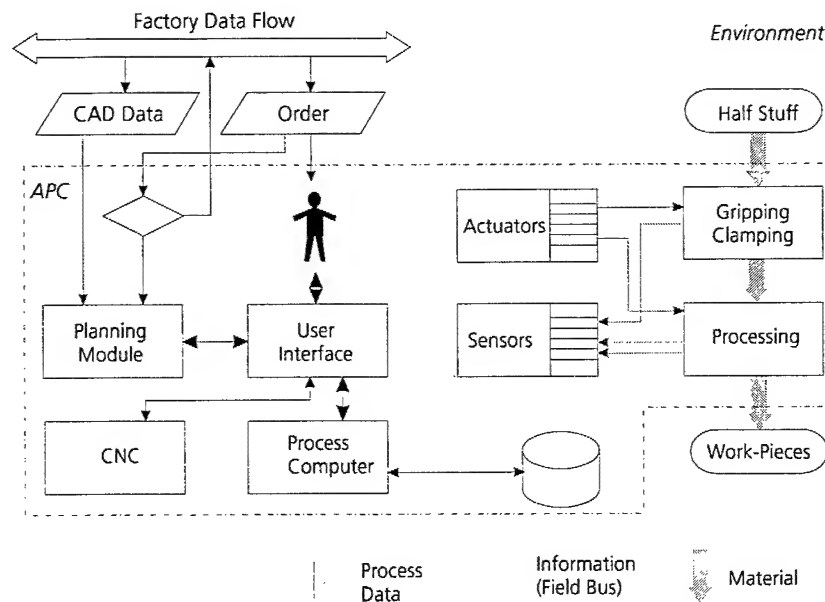 Factory Data Flow
Environment
CAD Data
Order
Half Stuff
APC
Actuators
Gripping
Clamping
Planning
Module
User
Interface
Sensors
Processing
CNC
Process
Computer
Work-Pieces
Process
Data
Information
(Field Bus)
Material